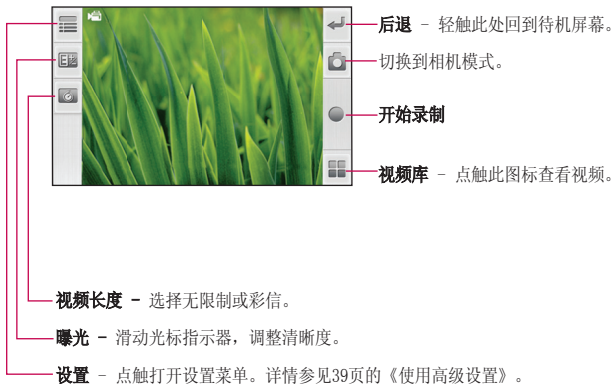 后退 – 轻触此处回到待机屏幕。
切换到相机模式。
开始录制
视频库 – 点触此图标查看视频。
视频长度 – 选择无限制或彩信。
曝光 – 滑动光标指示器，调整清晰度。
设置 – 点触打开设置菜单。详情参见39页的《使用高级设置》。